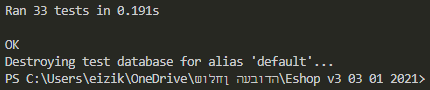 Ran 33 tests in 0.191s
OK
Destroying test database for alias 'default'...
PS C:\Users\eizik\OneDrive\שולחן העבודה\Eshop v3 03 01 2021>